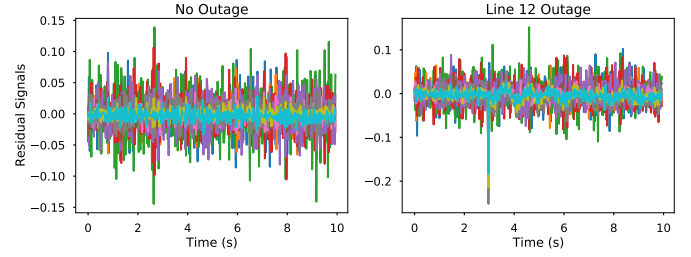 No Outage
0.15
0.10
0.05
0.00
−0.05
−0.10
−0.15
Residual Signals
0 2 4 6 8 10
Time (s)
Line 12 Outage
0.1
0.0
−0.1
−0.2
0 2 4 6 8 10
Time (s)